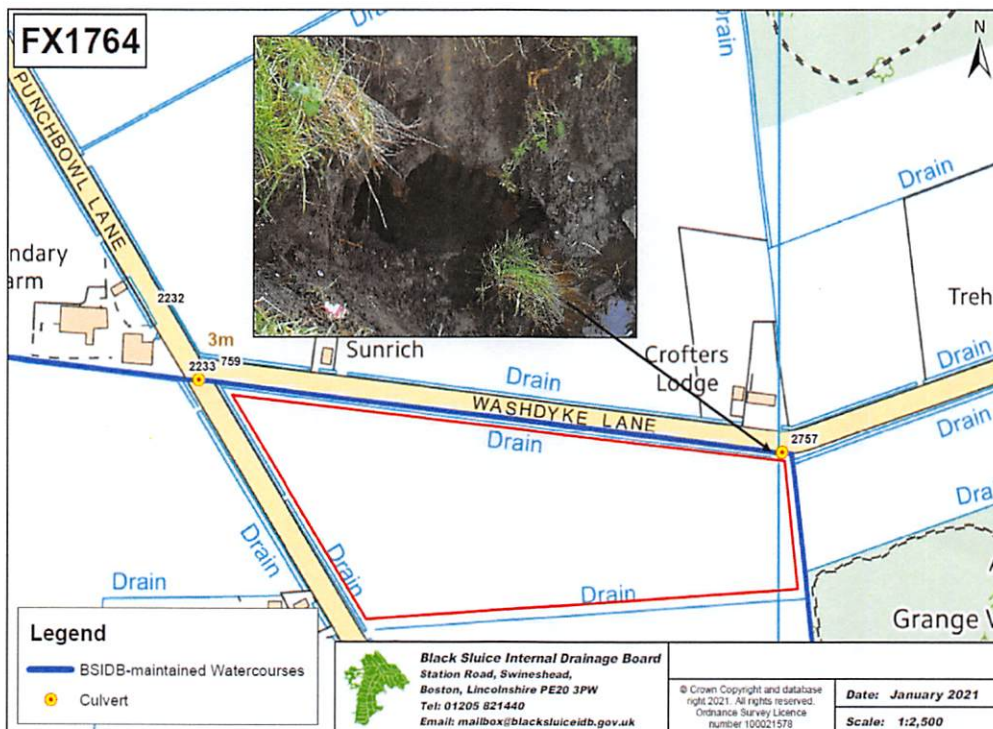 FX1764
Drain
Drain
N
PUNCHBOWL LANE
Drain
ndary
arm
2232
Treh
3m
2233
759
Sunrich
Crofters
Lodge
Drain
Drain
WASHDYKE LANE
2757
Drain
Drain
Drain
Drain
Drain
Drain
Grange
Legend
BSIDB-maintained Watercourses
Culvert
Black Sluice Internal Drainage Board
Station Road, Swineshead,
Boston, Lincolnshire PE20 3PW
Tel: 01205 821440
Email: mailbox@blacksluiceidb.gov.uk
© Crown Copyright and database
right 2021. All rights reserved.
Ordnance Survey Licence
number 100021578
Date: January 2021
Scale: 1:2,500